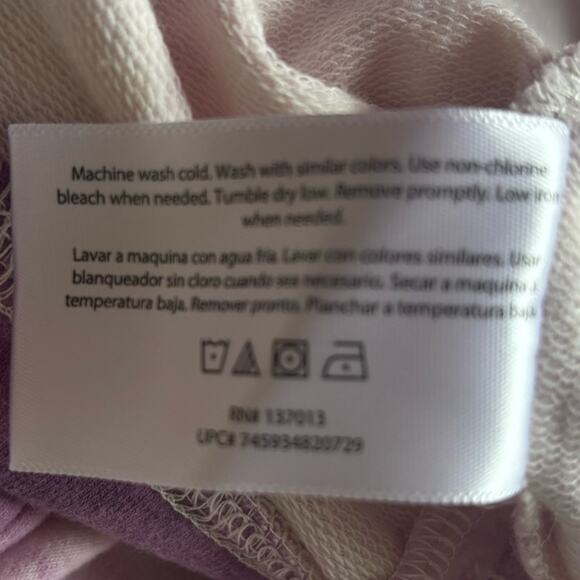 Machine wash cold. Wash with similar colors. Use non-chlorine
bleach when needed. Tumble dry low. Remove promptly. Low iron
when needed.
Lavar a maquina con agua fria. Lavar con colores similares. Usar
blanqueador sin cloro cuando sea necesario. Secar a maquina a
temperatura baja. Remover pronto. Planchar a temperatura baja
RN# 137013
UPC# 745934820729